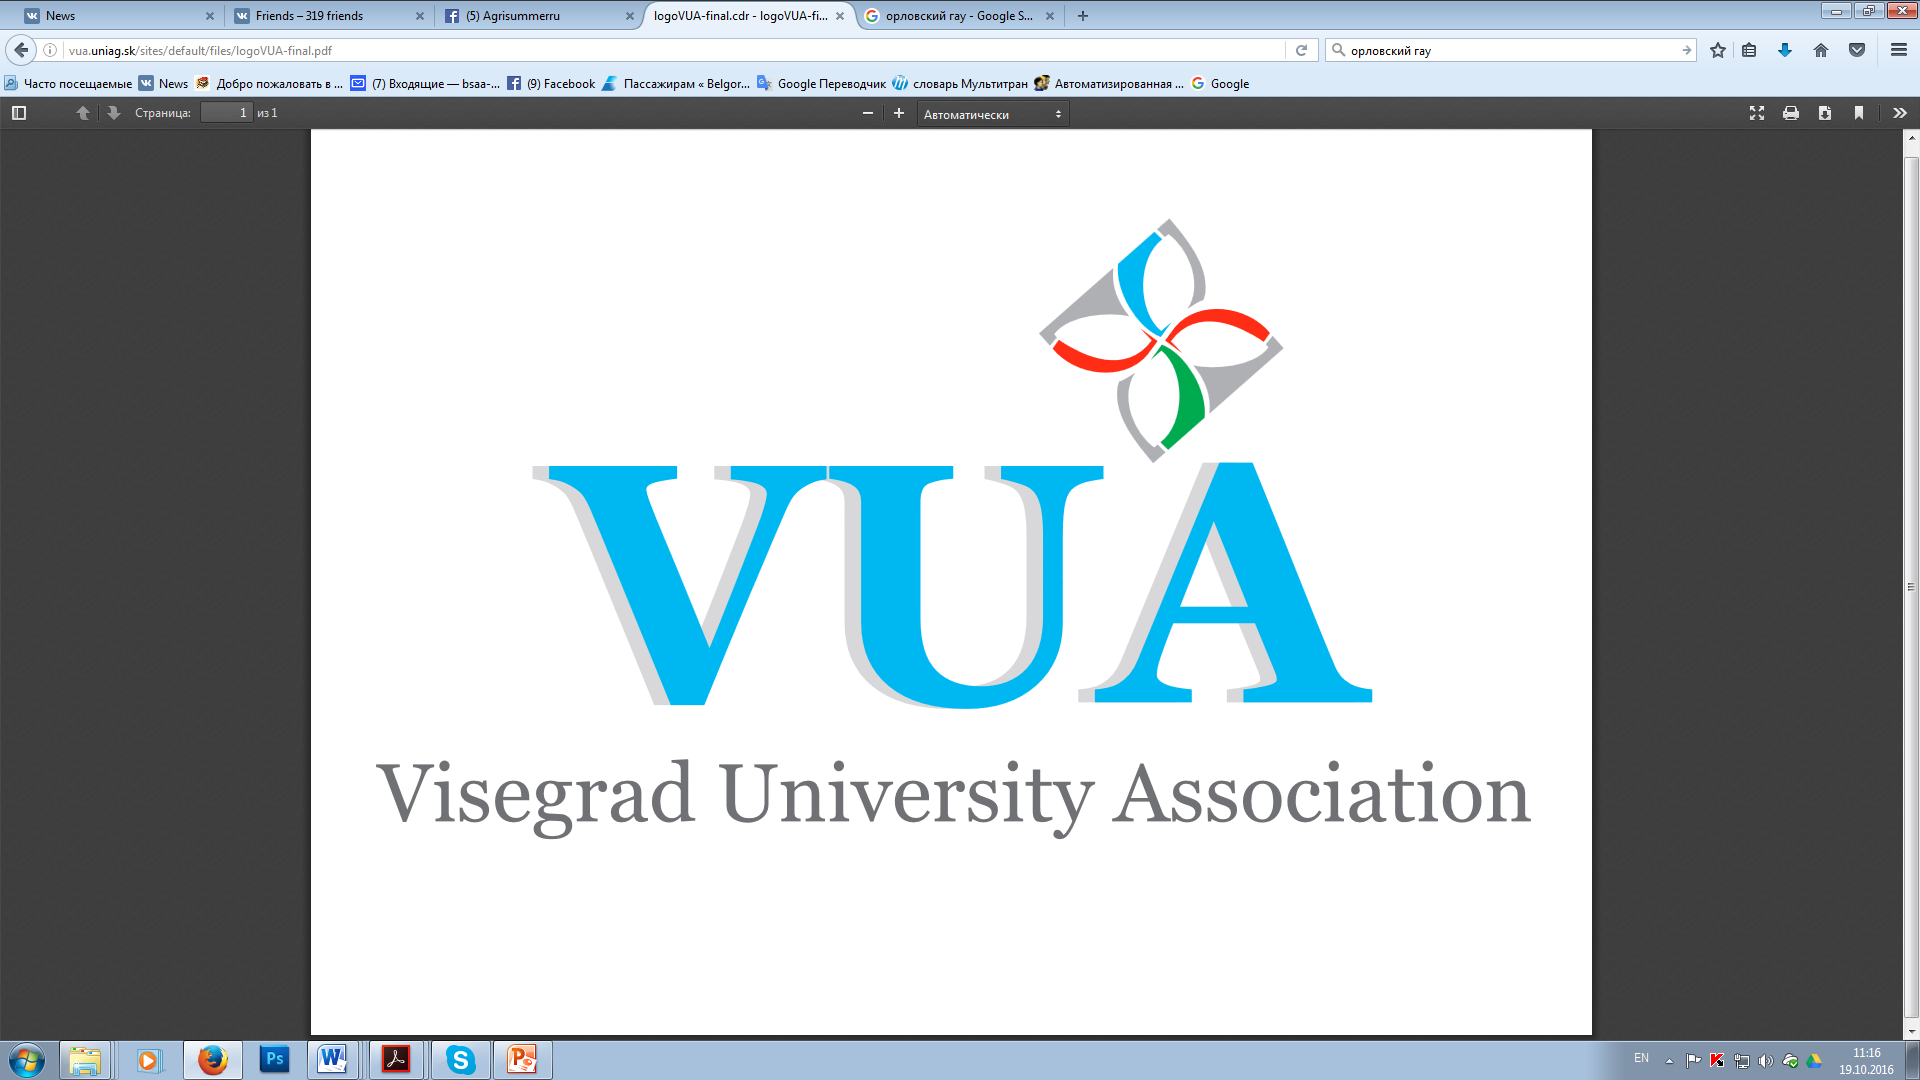 News
Friends – 319 friends
(5) Agrisummerru
logoVUA-final.cdr - logoVUA-fi...
орловский гау - Google S...
vua.uniag.sk/sites/default/files/logoVUA-final.pdf
орловский гау
Часто посещаемые
News
Добро пожаловать в ...
(7) Входящие — bsaa-...
(9) Facebook
Пассажирам « Belgor...
Google Переводчик
словарь Мультитран
Автоматизированная ...
Google
Страница: 1 из 1
Автоматически
VUA
Visegrad University Association
Ps
EN
11:16
19.10.2016